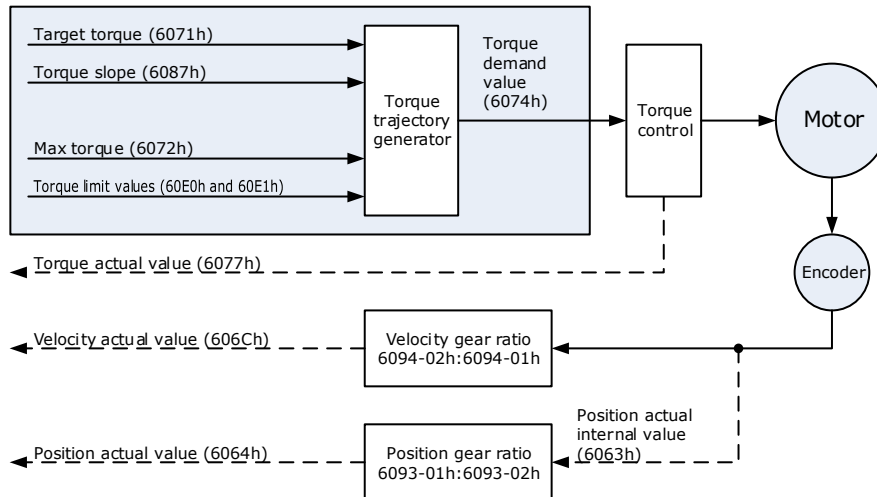 Target torque (6071h)
Torque slope (6087h)
Max torque (6072h)
Torque limit values (60E0h and 60E1h)
Torque
trajectory
generator
Torque
demand
value
(6074h)
Torque
control
Motor
Encoder
Torque actual value (6077h)
Velocity actual value (606Ch)
Velocity gear ratio
6094-02h:6094-01h
Position actual
internal value
(6063h)
Position actual value (6064h)
Position gear ratio
6093-01h:6093-02h